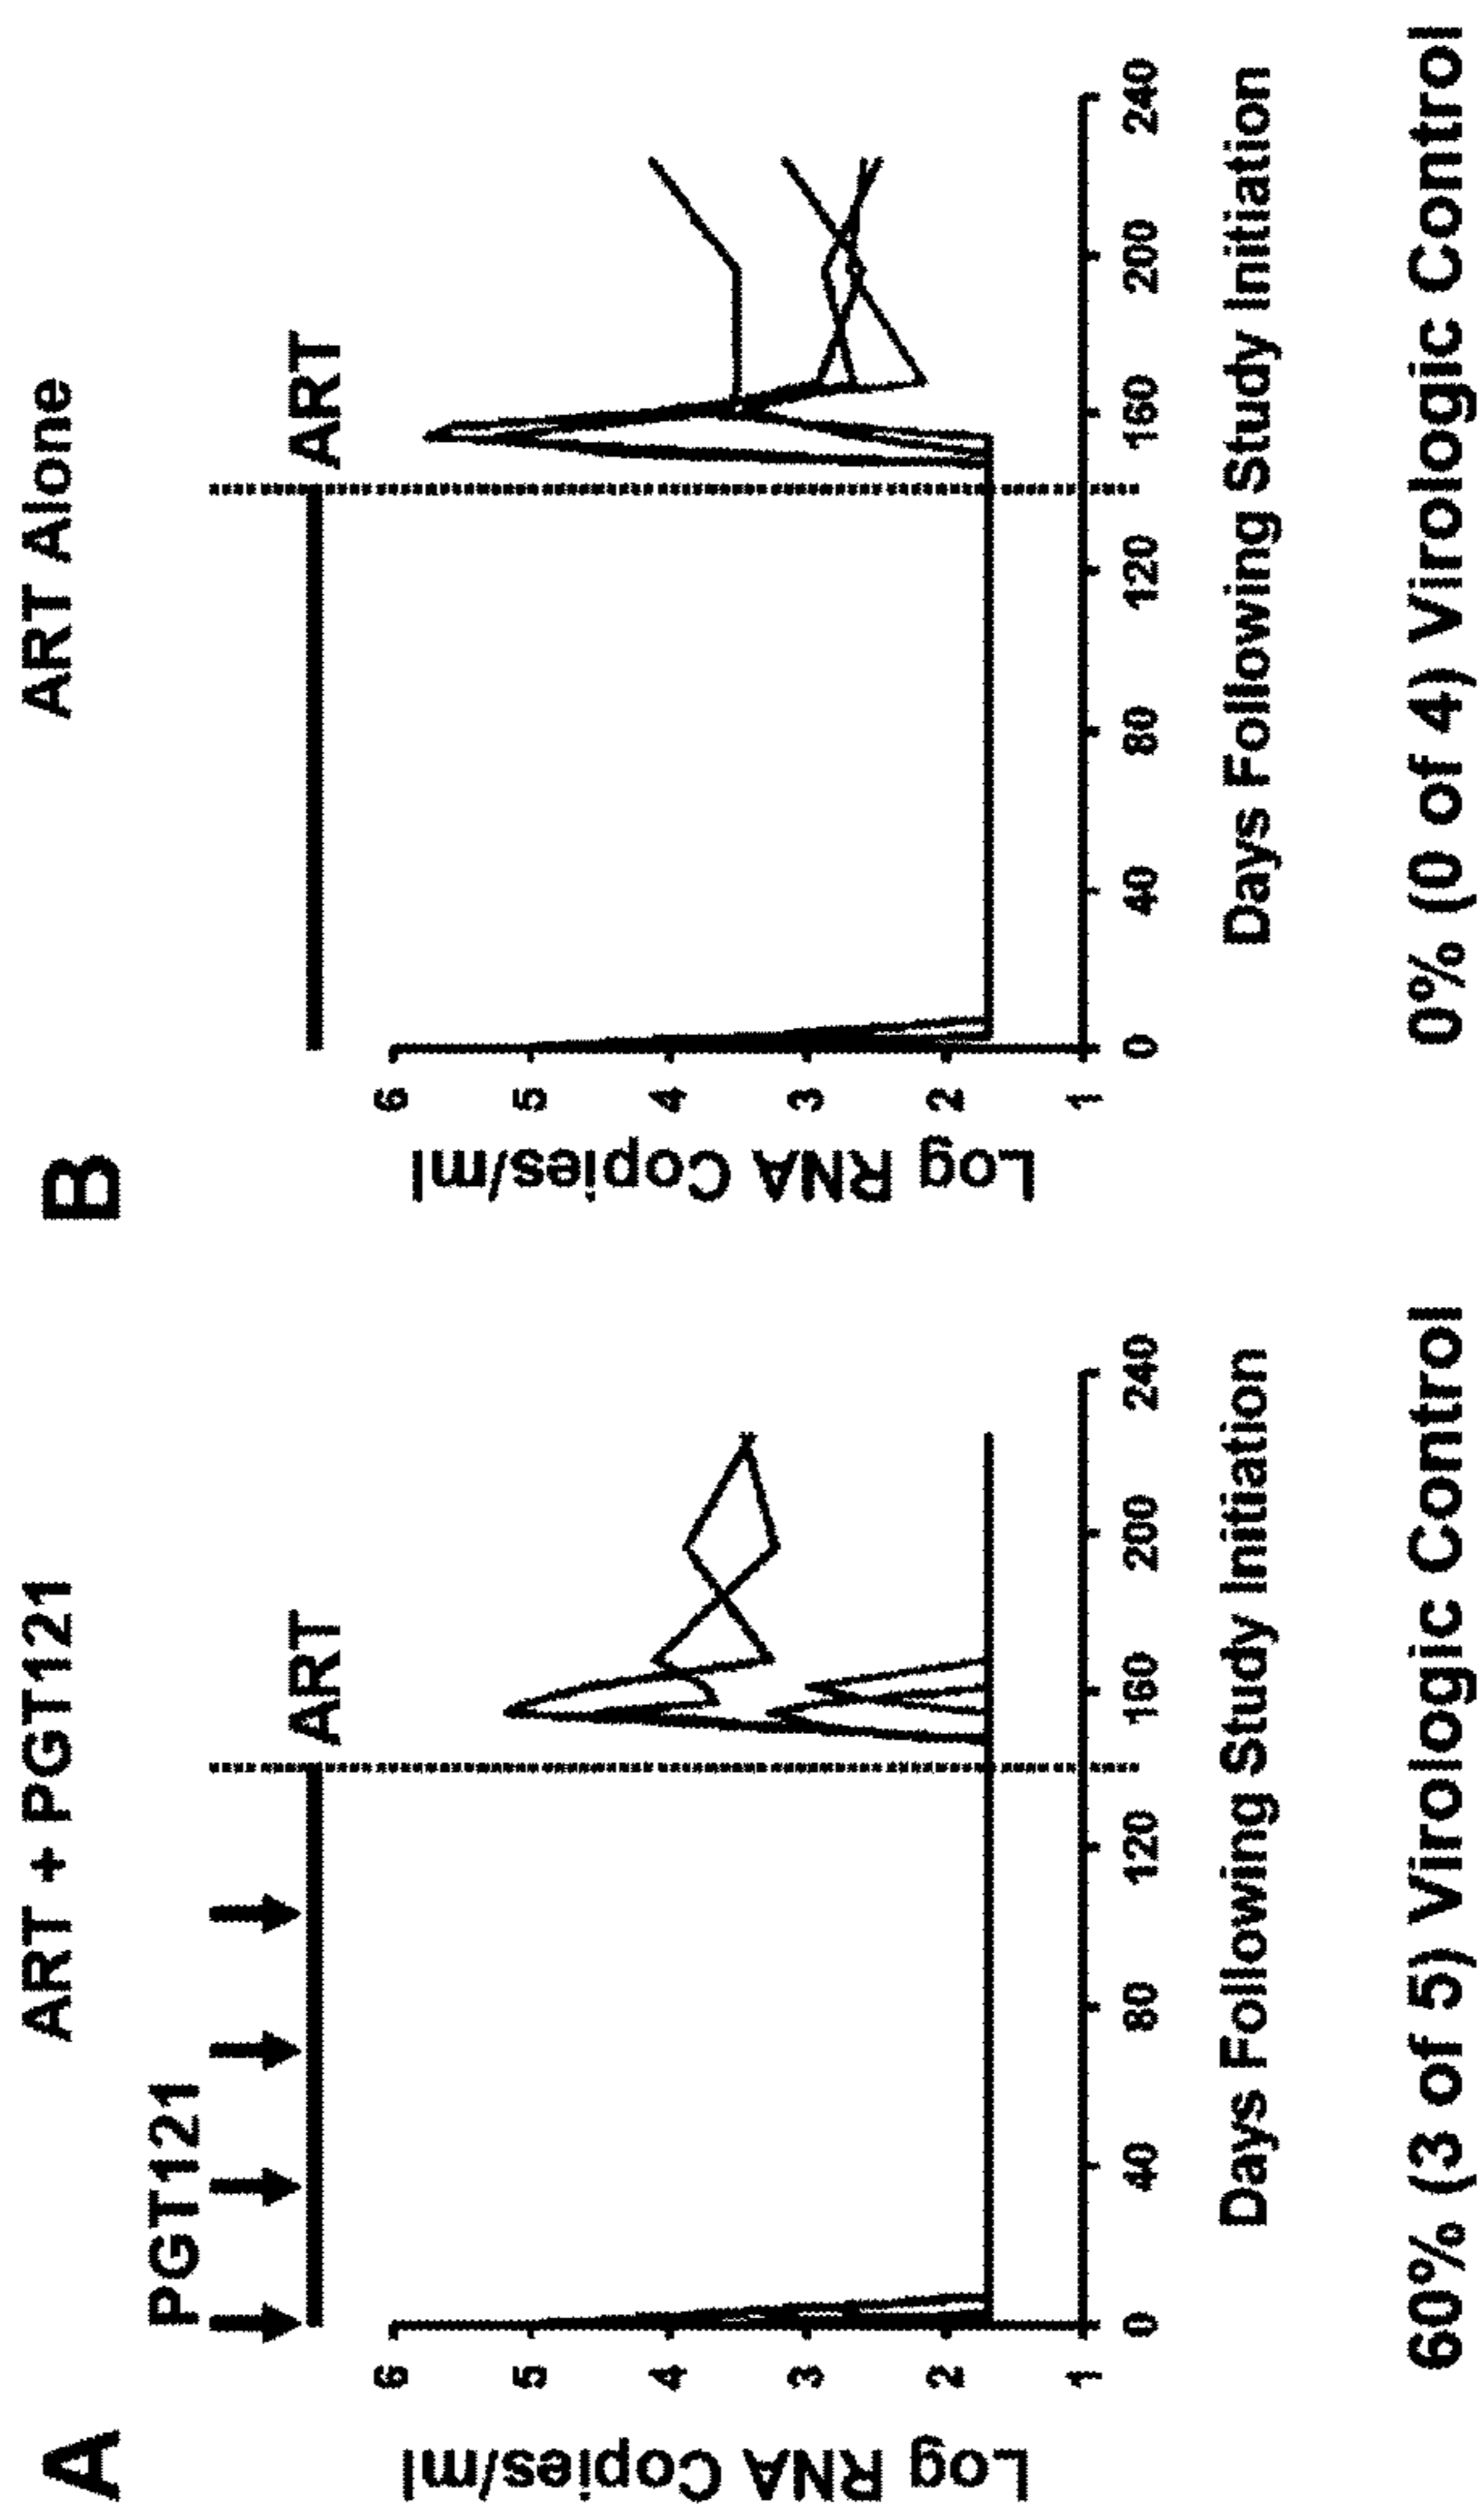 A
ART + PGT121
PGT121
ART
Log RNA Copies/ml
6
5
4
3
2
1
0 40 80 120 160 200 240
Days Following Study Initiation
60% (3 of 5) Virologic Control
B
ART Alone
ART
Log RNA Copies/ml
6
5
4
3
2
1
0 40 80 120 160 200 240
Days Following Study Initiation
0% (0 of 4) Virologic Control